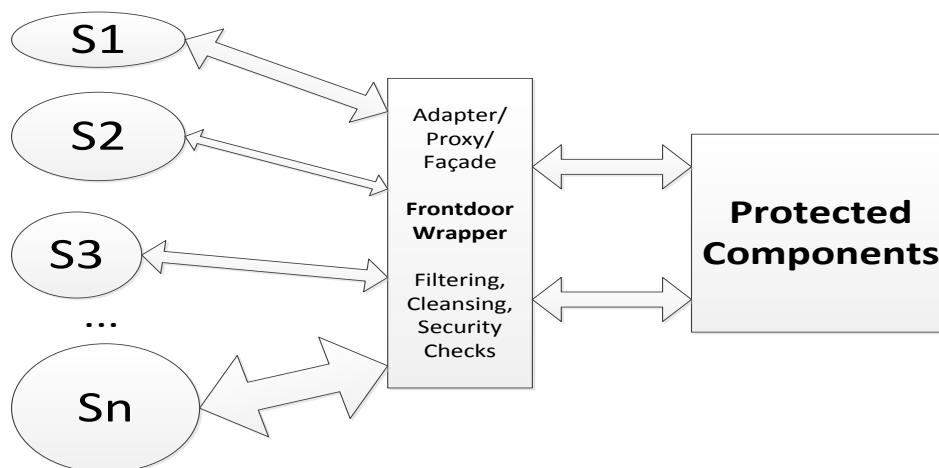 S1
S2
S3
...
Sn
Adapter/
Proxy/
Façade
Frontdoor
Wrapper
Filtering,
Cleansing,
Security
Checks
Protected
Components